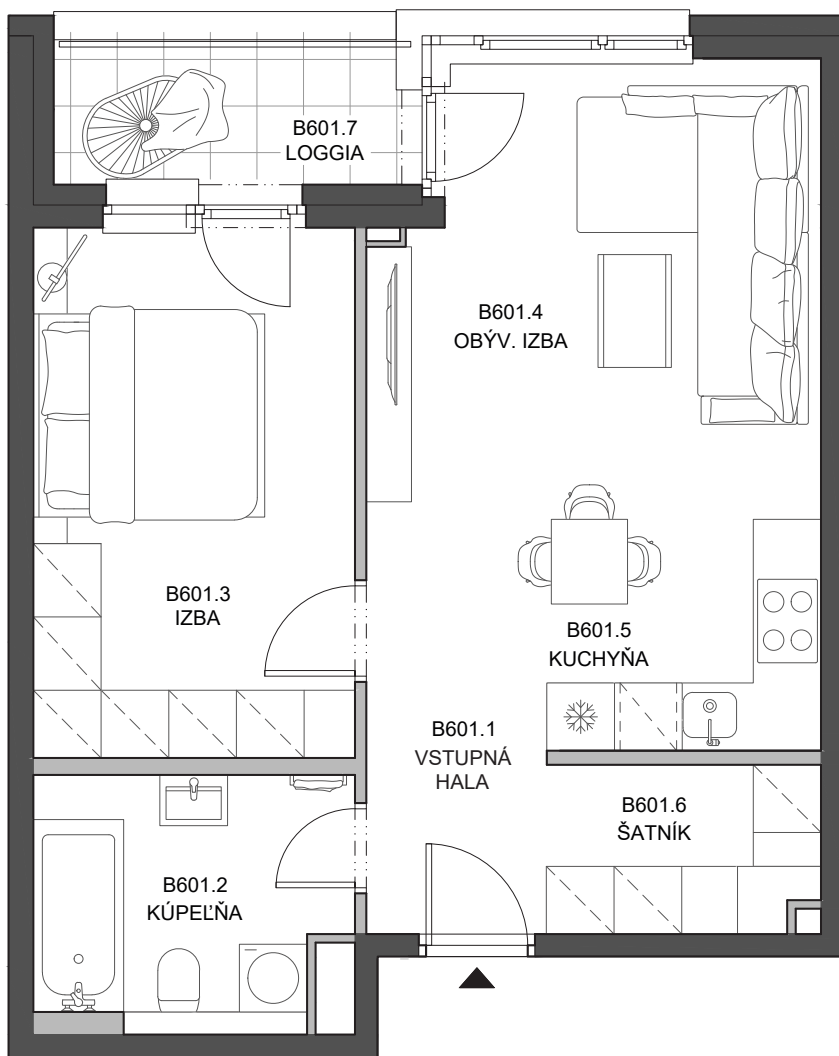 B601.7
LOGGIA
B601.4
OBÝV. IZBA
B601.3
IZBA
B601.5
KUCHYŇA
B601.1
VSTUPNÁ
HALA
B601.6
ŠATNÍK
B601.2
KÚPEĽŇA